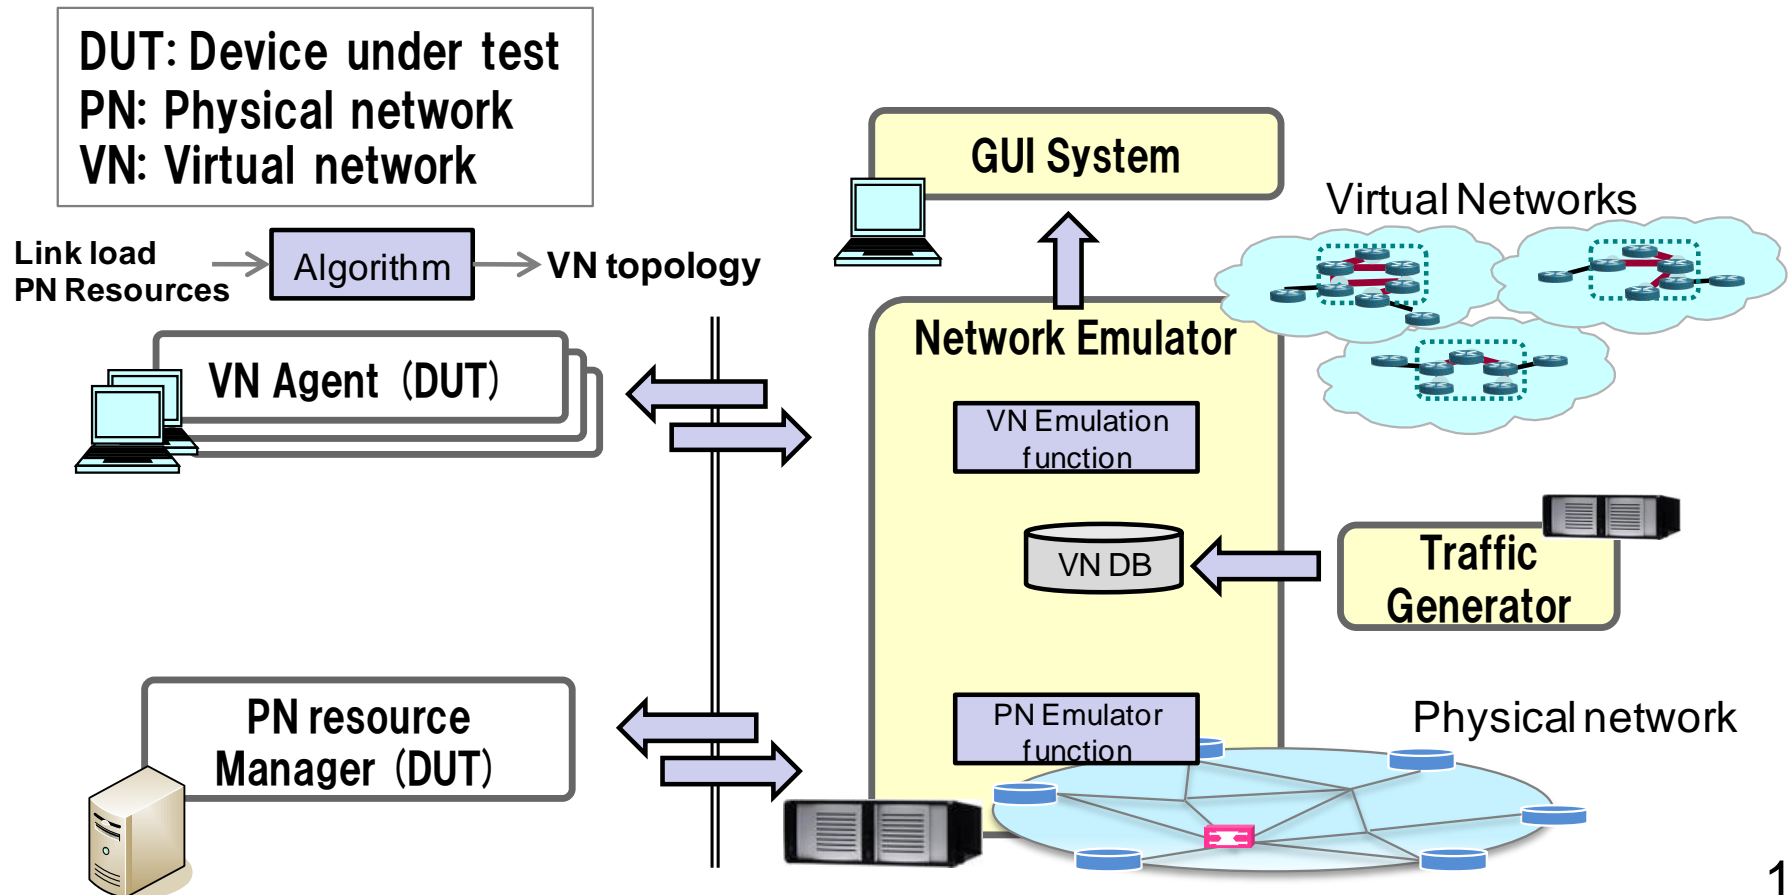 DUT: Device under test
PN: Physical network
VN: Virtual network
GUI System
Virtual Networks
Link load
PN Resources
Algorithm
VN topology
Network Emulator
VN Agent (DUT)
VN Emulation
function
VN DB
Traffic
Generator
PN resource
Manager (DUT)
PN Emulator
function
Physical network
1